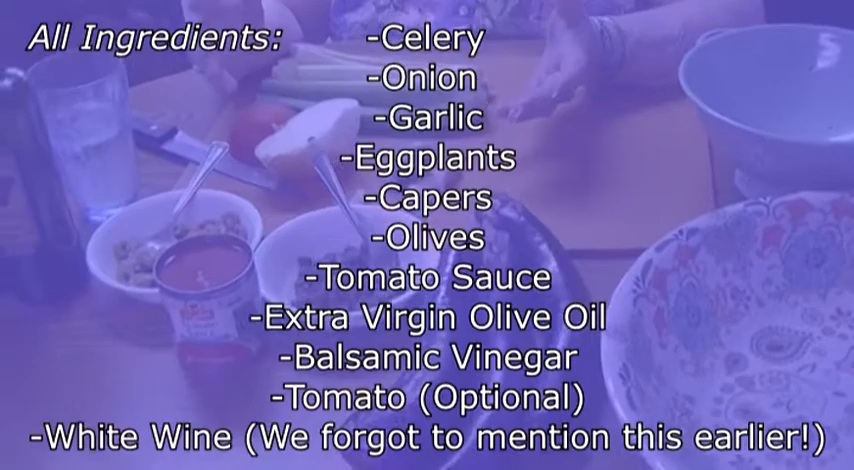 All Ingredients:
-Celery
-Onion
-Garlic
-Eggplants
-Capers
-Olives
-Tomato Sauce
-Extra Virgin Olive Oil
-Balsamic Vinegar
-Tomato (Optional)
-White Wine (We forgot to mention this earlier!)